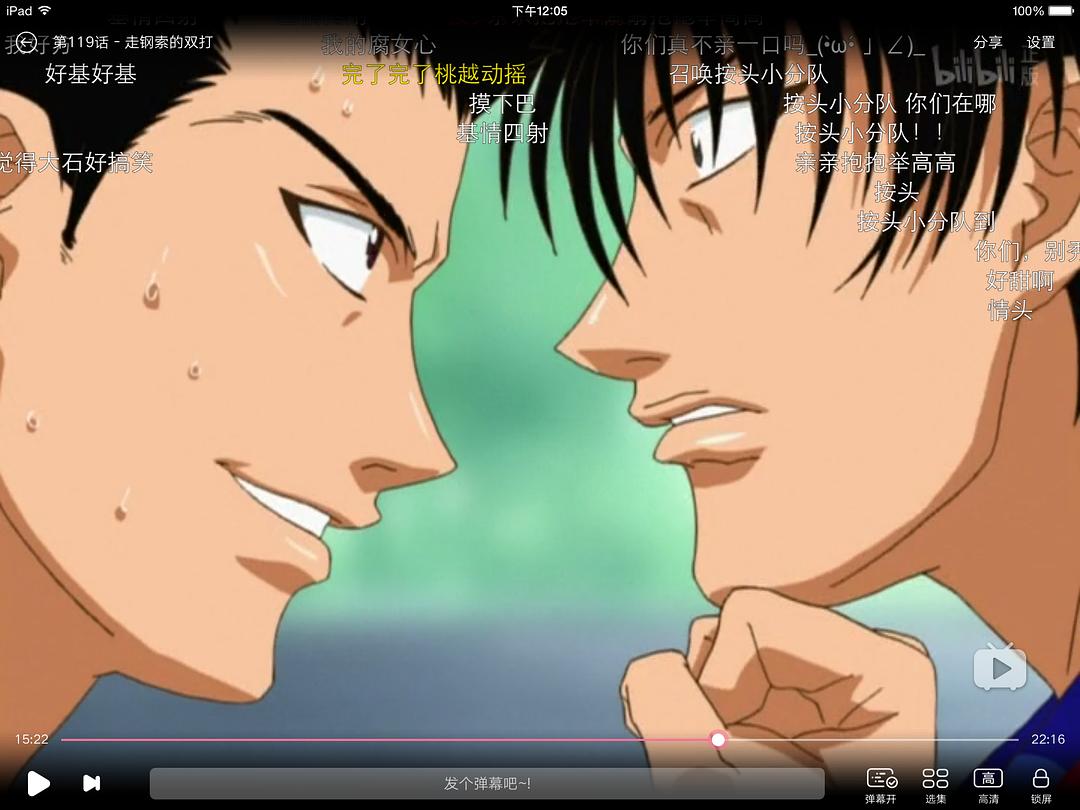 iPad
下午12:05
100%
第119话 - 走钢索的双打
我的腐女心
你们真不亲一口吗_(•̀ω•́ 」∠)_
分享
设置
好基好基
完了完了桃越动摇
召唤按头小分队
bilibili
正版
摸下巴
按头小分队 你们在哪
基情四射
按头小分队！！
觉得大石好搞笑
亲亲抱抱举高高
按头
按头小分队到
你们，别秀
好甜啊
情头
15:22
22:16
发个弹幕吧~!
弹幕开
选集
高
高清
锁屏